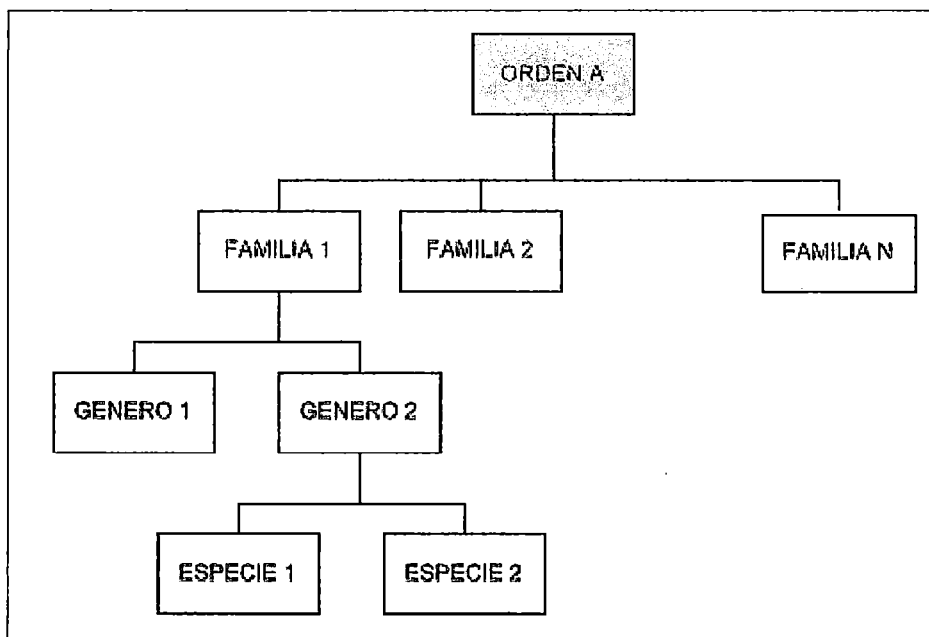 ORDEN A
FAMILIA 1
FAMILIA 2
FAMILIA N
GENERO 1
GENERO 2
ESPECIE 1
ESPECIE 2